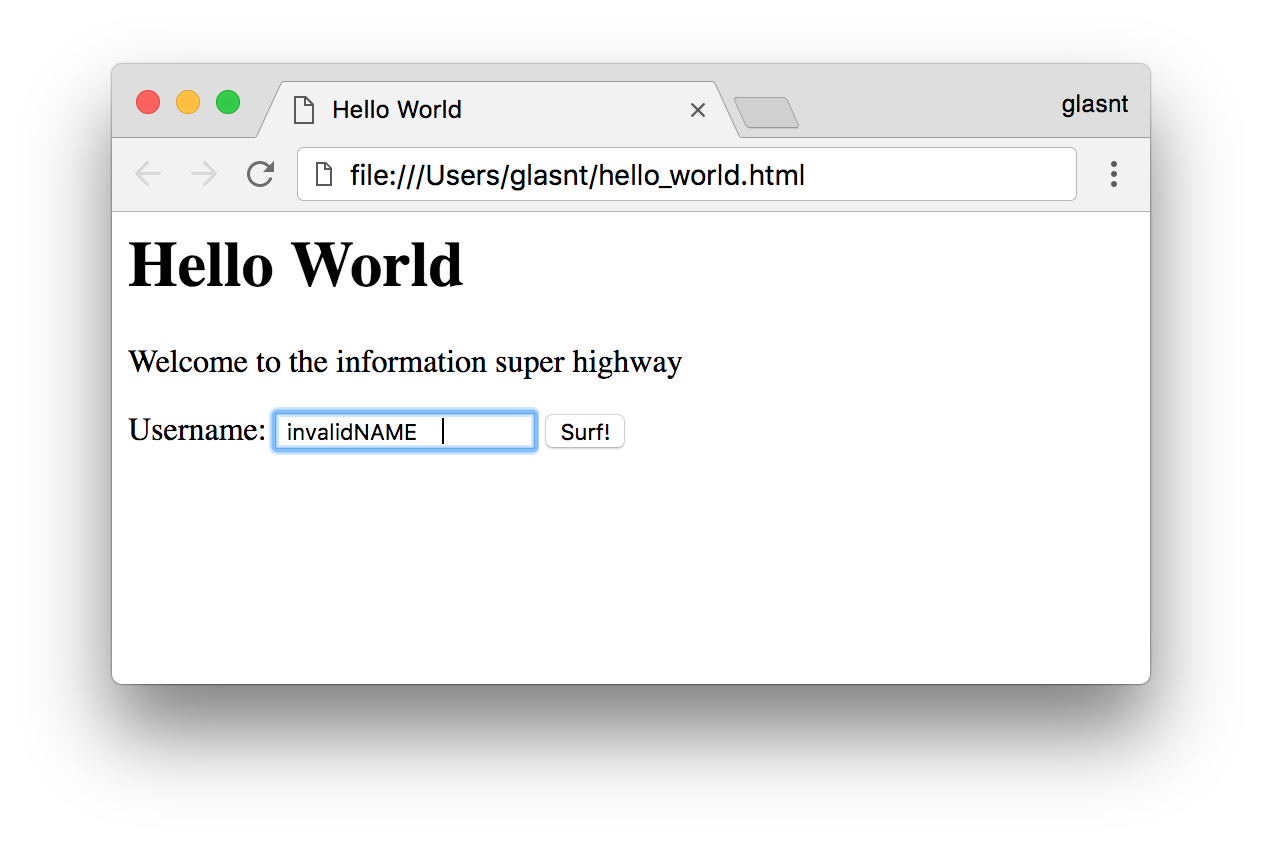 Hello World
glasnt
file:///Users/glasnt/hello_world.html
Hello World
Welcome to the information super highway
Username: invalidNAME Surf!